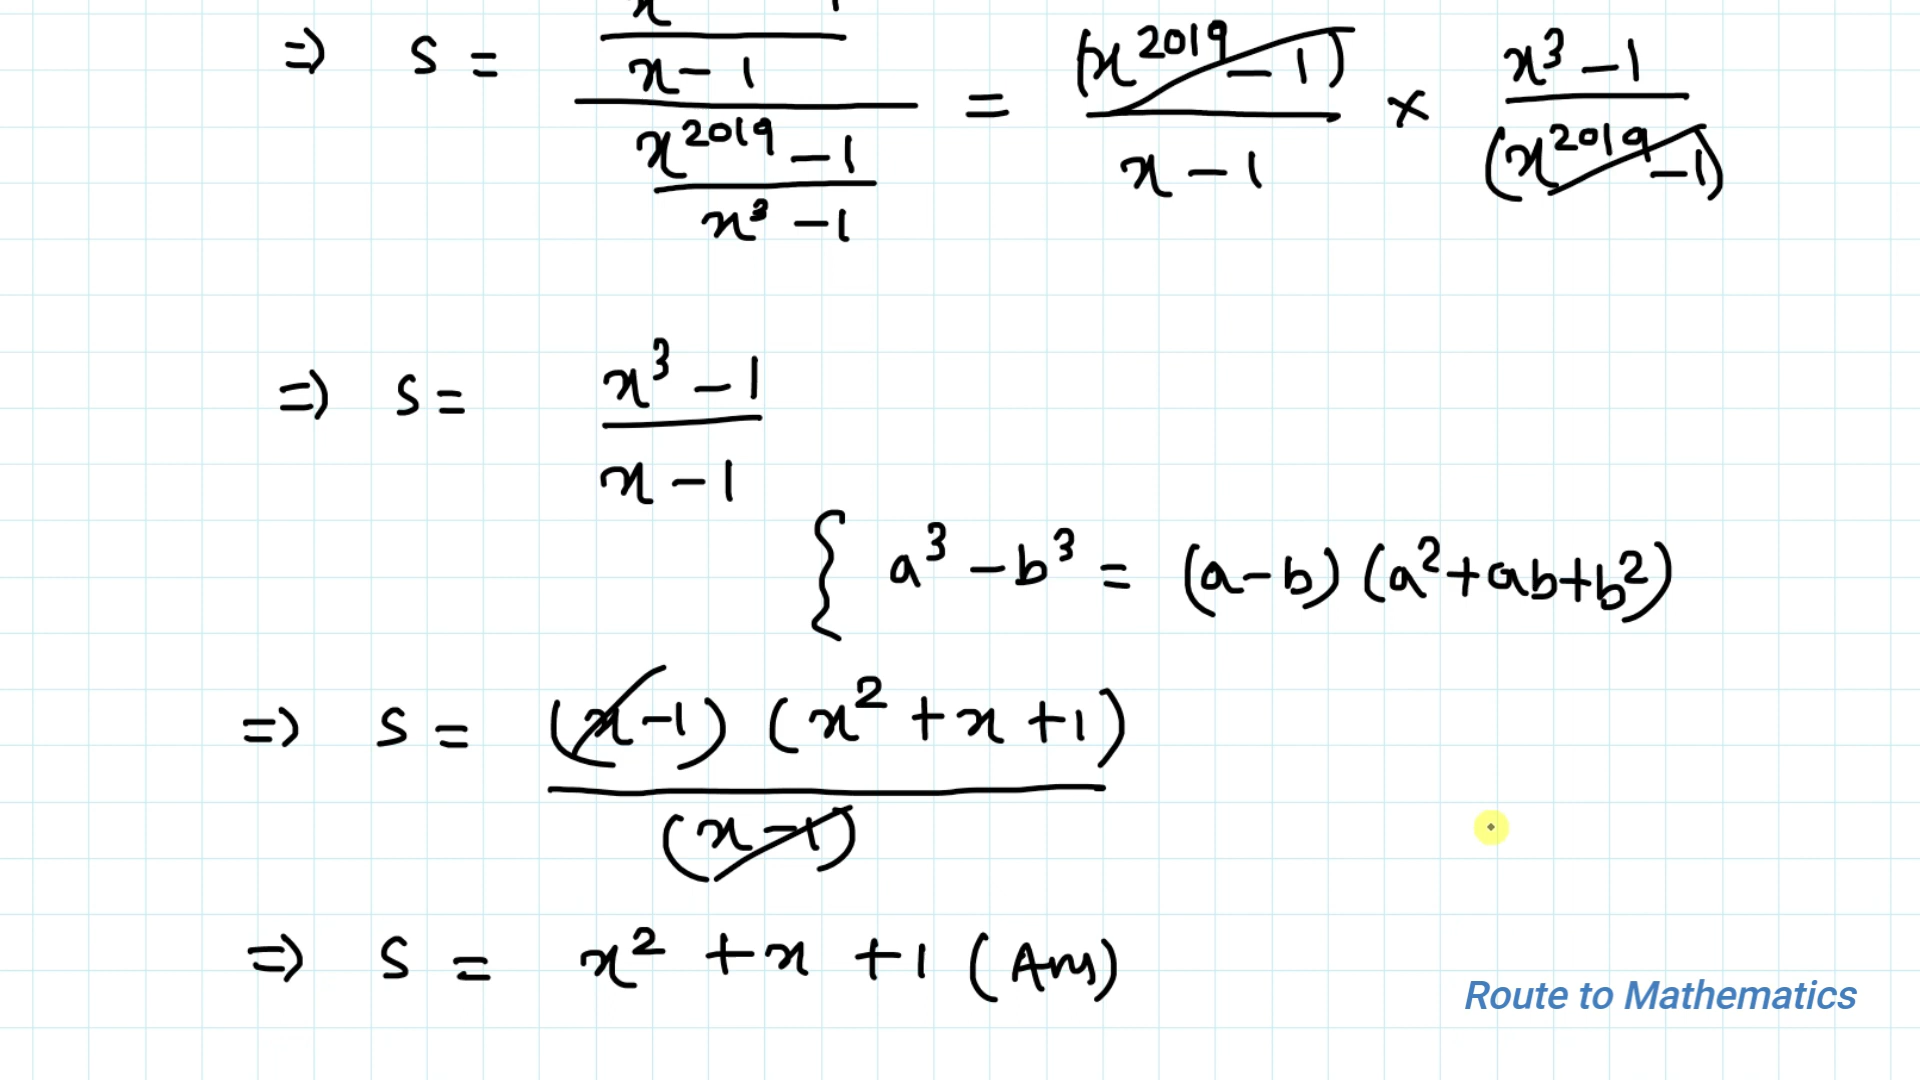 ⇒ S = x - 1 / (x^2019 - 1 / x^3 - 1) = (x^2019 - 1) / x - 1 × x^3 - 1 / (x^2019 - 1)
⇒ S = x^3 - 1 / x - 1
{ a^3 - b^3 = (a - b) (a^2 + ab + b^2)
⇒ S = (x - 1) (x^2 + x + 1) / (x - 1)
⇒ S = x^2 + x + 1 (Ans)
Route to Mathematics